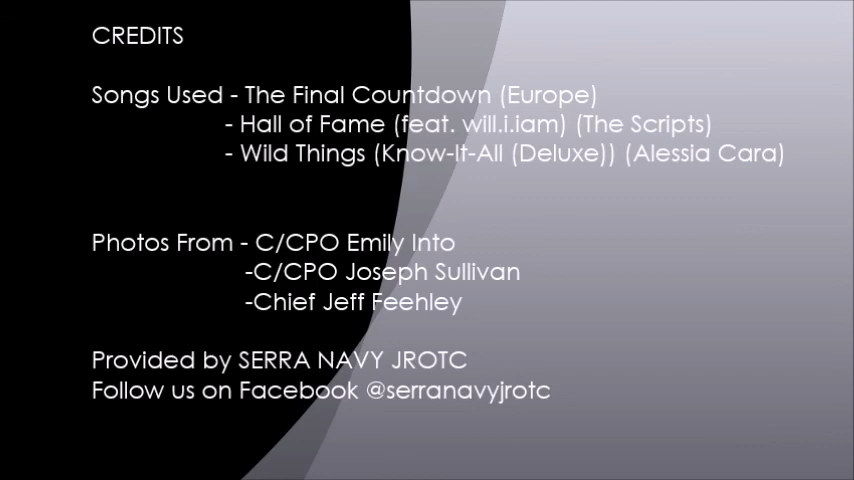 CREDITS
Songs Used - The Final Countdown (Europe)
- Hall of Fame (feat. will.i.iam) (The Scripts)
- Wild Things (Know-It-All (Deluxe)) (Alessia Cara)
Photos From - C/CPO Emily Into
-C/CPO Joseph Sullivan
-Chief Jeff Feehley
Provided by SERRA NAVY JROTC
Follow us on Facebook @serranavyjrotc